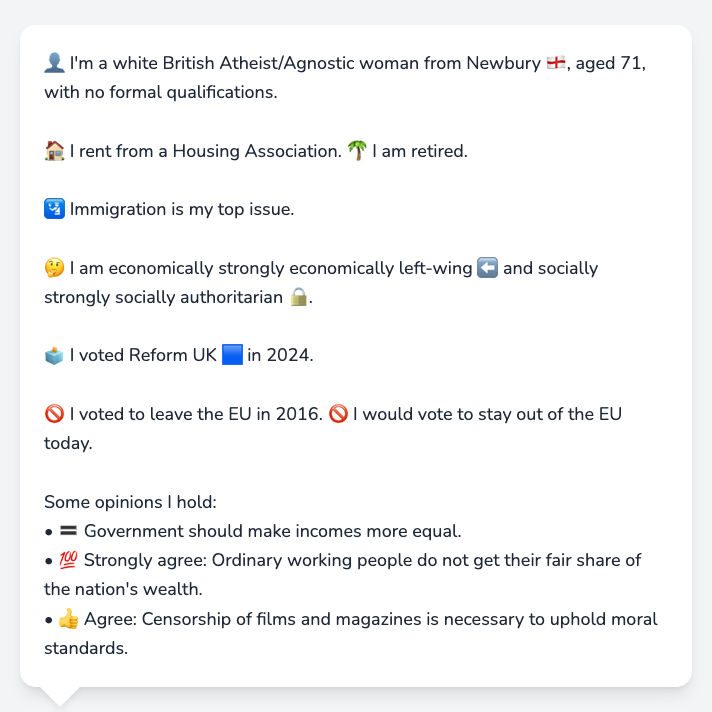 👤 I'm a white British Atheist/Agnostic woman from Newbury 🏴󠁧󠁢󠁥󠁮󠁧󠁿, aged 71,
with no formal qualifications.
🏠 I rent from a Housing Association. 🌴 I am retired.
🛂 Immigration is my top issue.
🤔 I am economically strongly economically left-wing ⬅️ and socially
strongly socially authoritarian 🔒.
🗳️ I voted Reform UK 🟦 in 2024.
🚫 I voted to leave the EU in 2016. 🚫 I would vote to stay out of the EU
today.
Some opinions I hold:
• 🟰 Government should make incomes more equal.
• 💯 Strongly agree: Ordinary working people do not get their fair share of
the nation's wealth.
• 👍 Agree: Censorship of films and magazines is necessary to uphold moral
standards.